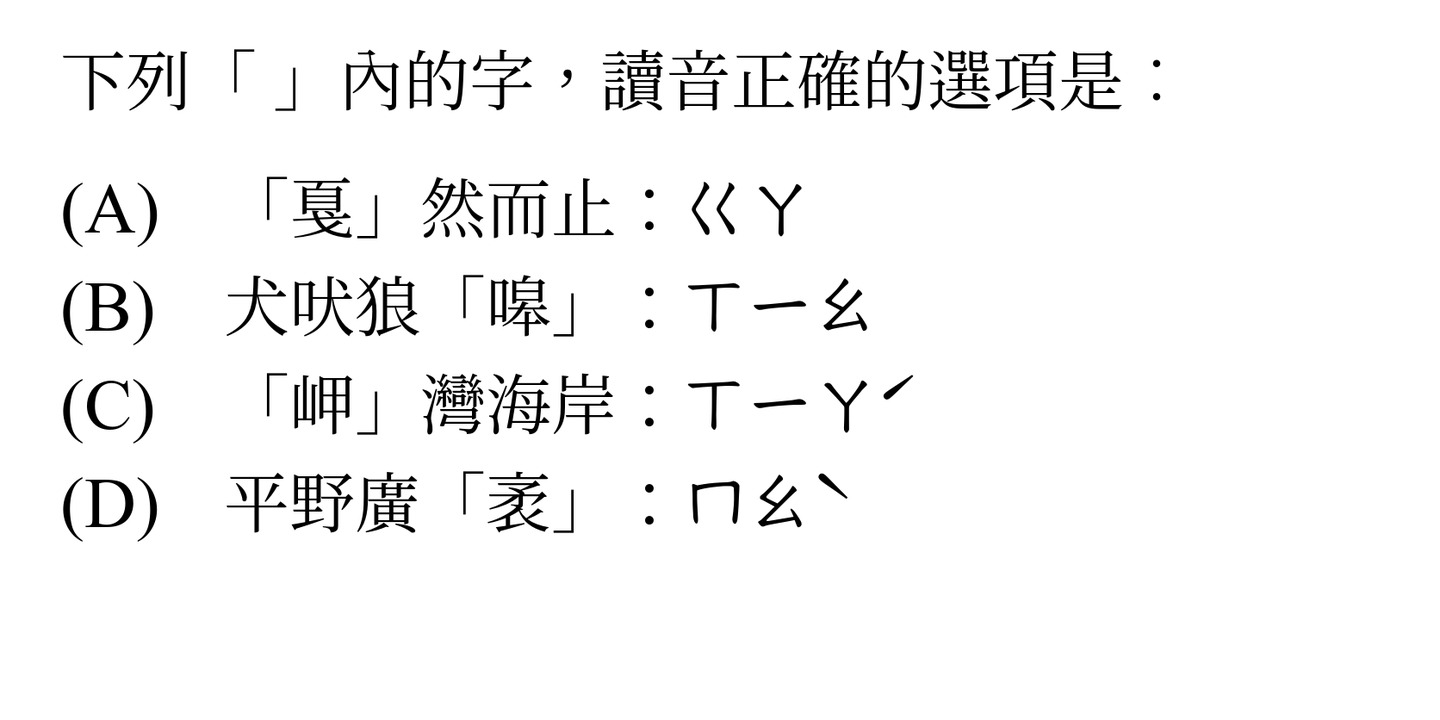 下列「 」內的字，讀音正確的選項是：
(A) 「戛」然而止：ㄍㄚ
(B) 犬吠狼「嗥」：ㄒㄧㄠ
(C) 「岬」灣海岸：ㄒㄧㄚˊ
(D) 平野廣「袤」：ㄇㄠˋ